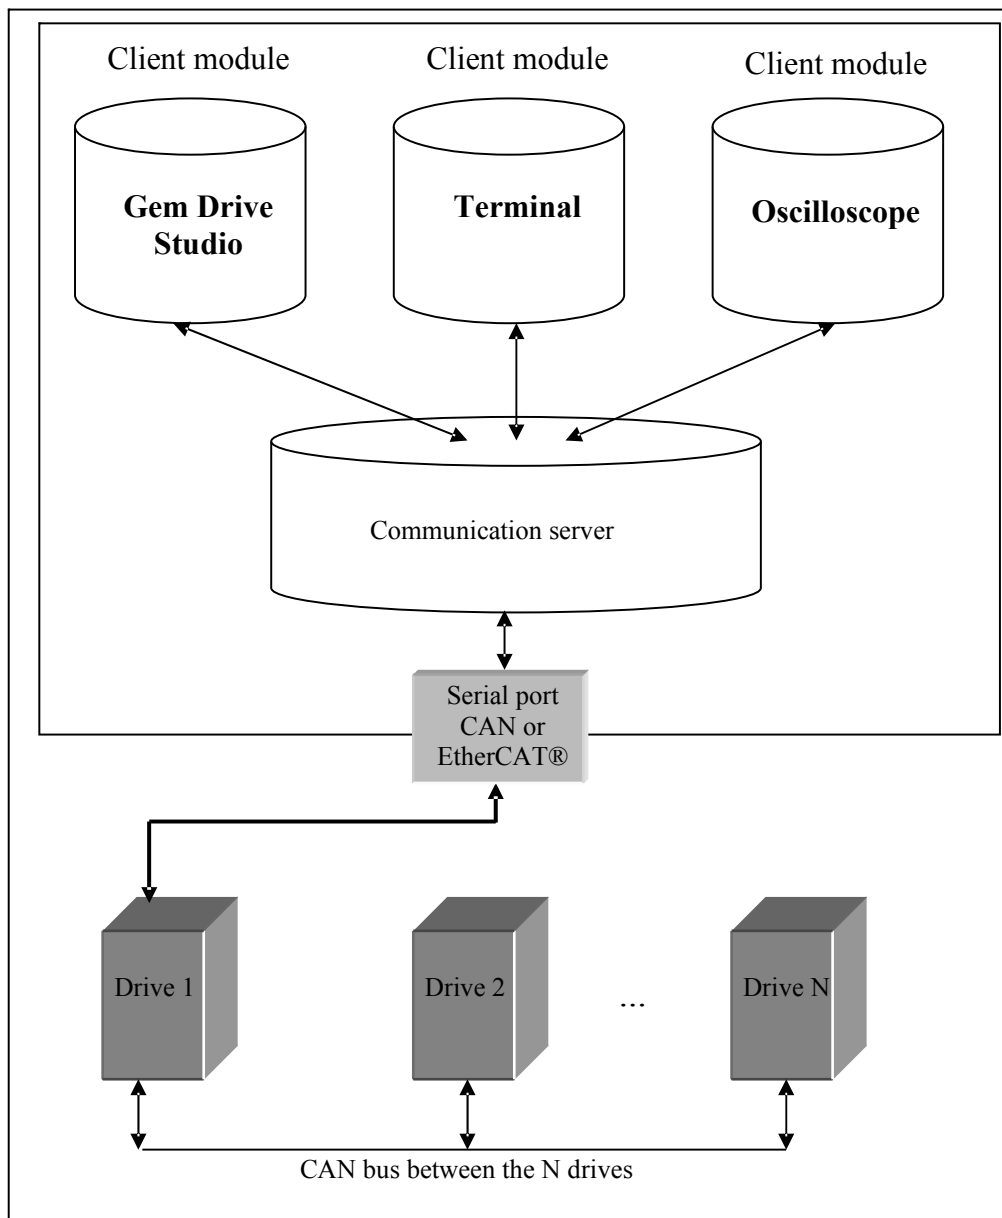 Client module
Client module
Client module
Gem Drive
Studio
Terminal
Oscilloscope
Communication server
Serial port
CAN or
EtherCAT®
Drive 1
Drive 2
...
Drive N
CAN bus between the N drives